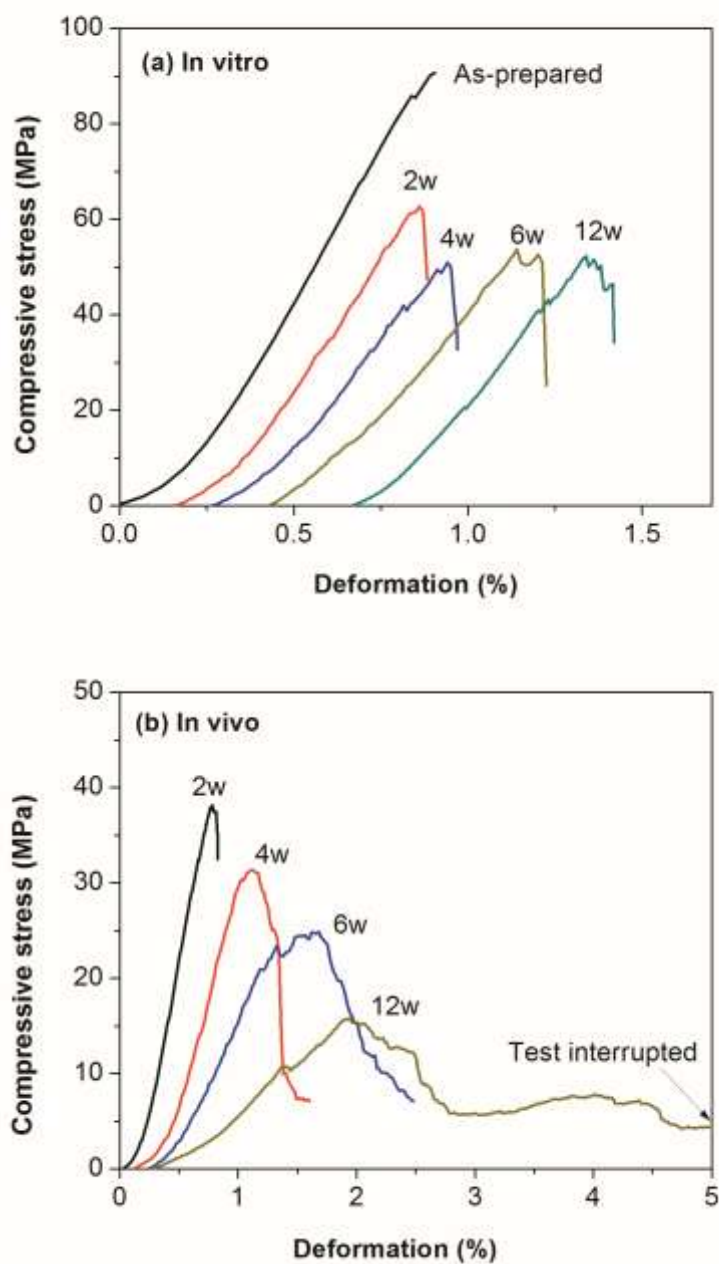 100
(a) In vitro
As-prepared
80
2w
60
4w
6w
12w
40
20
0
0.0
0.5
1.0
1.5
Compressive stress (MPa)
Deformation (%)
50
(b) In vivo
40
2w
4w
30
6w
20
12w
Test interrupted
10
0
0
1
2
3
4
5
Compressive stress (MPa)
Deformation (%)